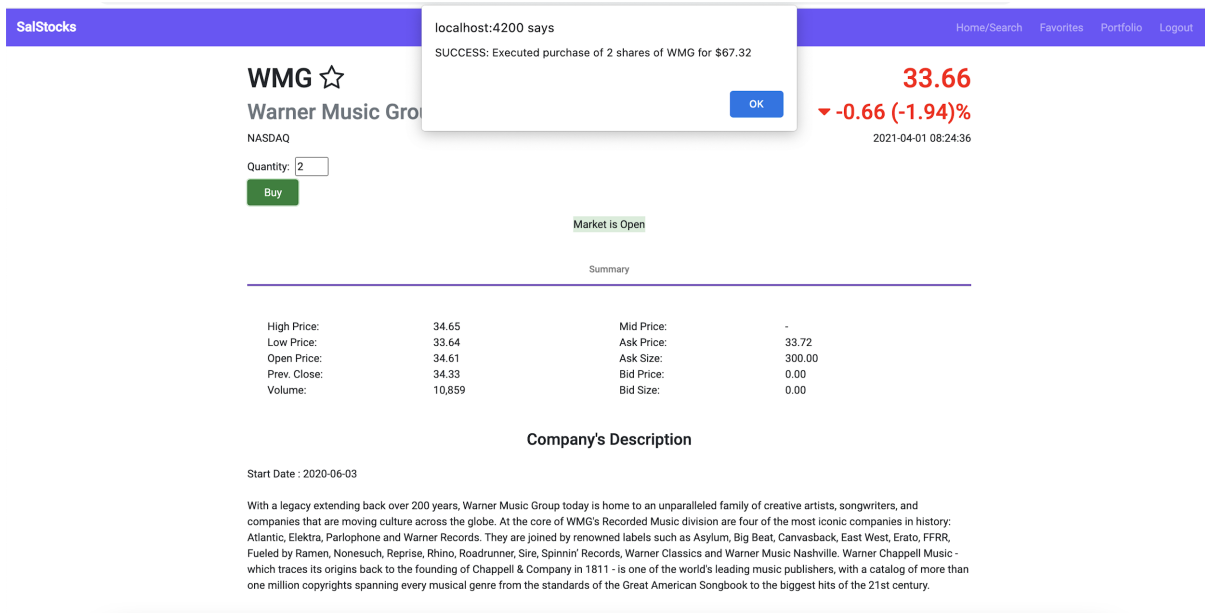 SalStocks
Home/Search Favorites Portfolio Logout
localhost:4200 says
SUCCESS: Executed purchase of 2 shares of WMG for $67.32
OK
WMG
Warner Music
33.66
-0.66 (-1.94)%
NASDAQ
2021-04-01 08:24:36
Quantity: 2
Buy
Market is Open
Summary
High Price: 34.65 Mid Price: -
Low Price: 33.64 Ask Price: 33.72
Open Price: 34.61 Ask Size: 300.00
Prev. Close: 34.33 Bid Price: 0.00
Volume: 10,859 Bid Size: 0.00
Company's Description
Start Date : 2020-06-03
With a legacy extending back over 200 years, Warner Music Group today is home to an unparalleled family of creative artists, songwriters, and
companies that are moving culture across the globe. At the core of WMG's Recorded Music division are four of the most iconic companies in history:
Atlantic, Elektra, Parlophone and Warner Records. They are joined by renowned labels such as Asylum, Big Beat, Canvasback, East West, Erato, FFRR,
Fueled by Ramen, Nonesuch, Reprise, Rhino, Roadrunner, Sire, Spinnin' Records, Warner Classics and Warner Music Nashville. Warner Chappell Music -
which traces its origins back to the founding of Chappell & Company in 1811 - is one of the world's leading music publishers, with a catalog of more than
one million copyrights spanning every musical genre from the standards of the Great American Songbook to the biggest hits of the 21st century.